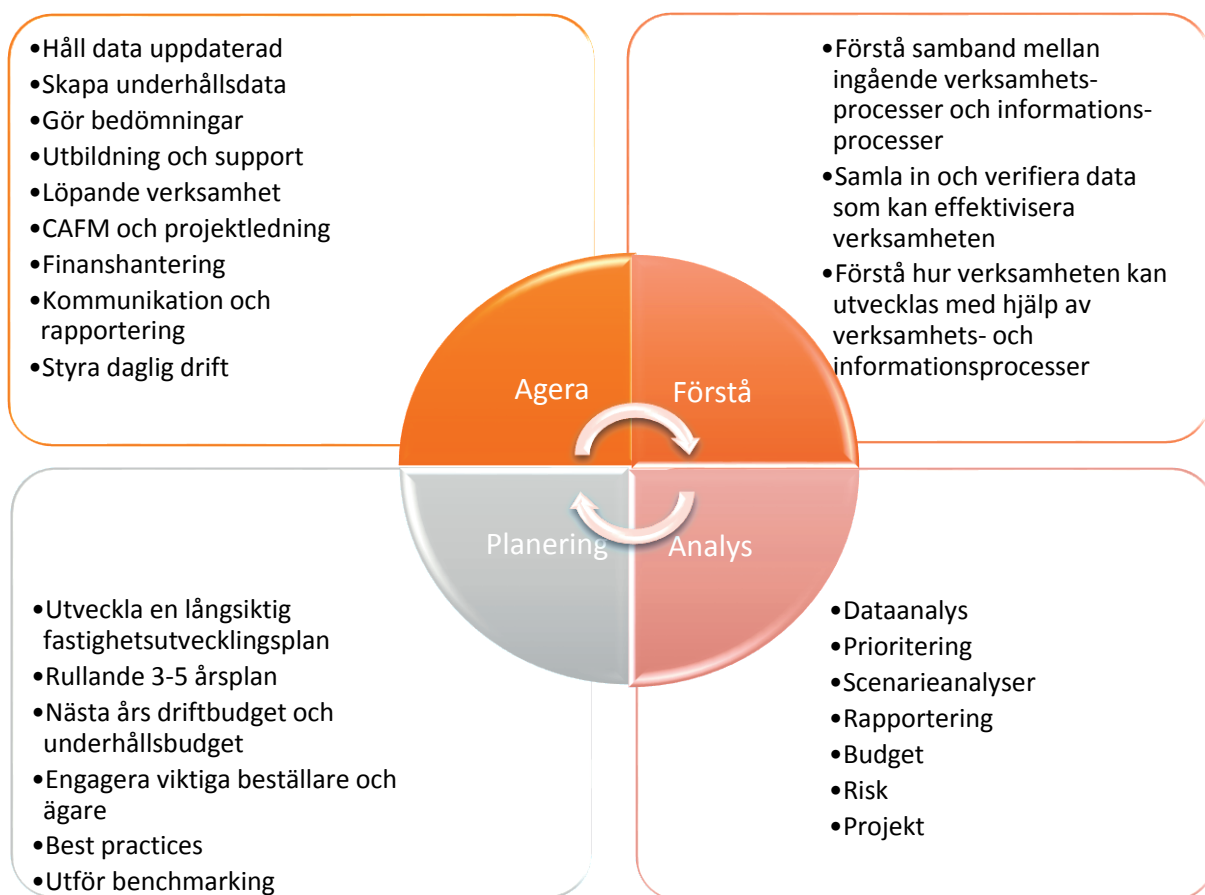 •Håll data uppdaterad
•Skapa underhållsdata
•Gör bedömningar
•Utbildning och support
•Löpande verksamhet
•CAFM och projektledning
•Finanshantering
•Kommunikation och
rapportering
•Styra daglig drift
•Förstå samband mellan
ingående verksamhets-
processer och informations-
processer
•Samla in och verifiera data
som kan effektivisera
verksamheten
•Förstå hur verksamheten kan
utvecklas med hjälp av
verksamhets- och
informationsprocesser
Agera
Förstå
Planering
Analys
•Utveckla en långsiktig
fastighetsutvecklingsplan
•Rullande 3-5 årsplan
•Nästa års driftbudget och
underhållsbudget
•Engagera viktiga beställare och
ägare
•Best practices
•Utför benchmarking
•Dataanalys
•Prioritering
•Scenarieanalyser
•Rapportering
•Budget
•Risk
•Projekt